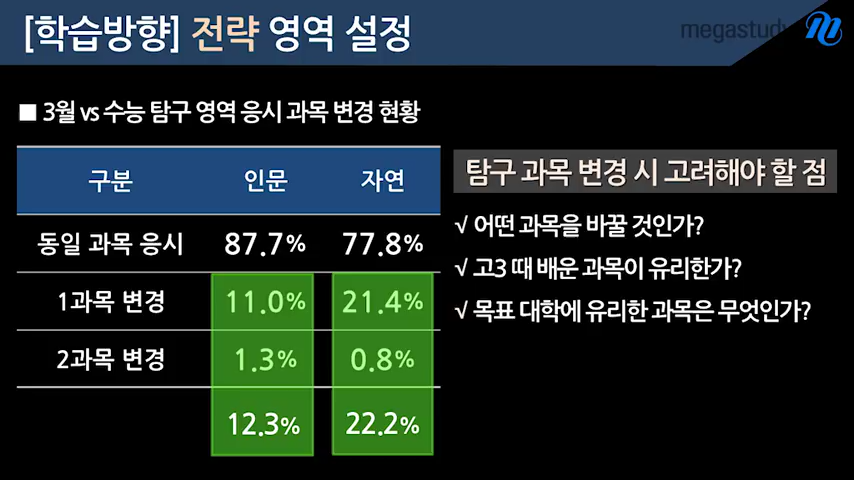 [학습방향] 전략 영역 설정
megastudy
■ 3월 vs 수능 탐구 영역 응시 과목 변경 현황
구분 인문 자연
동일 과목 응시 87.7% 77.8%
1과목 변경 11.0% 21.4%
2과목 변경 1.3% 0.8%
12.3% 22.2%
탐구 과목 변경 시 고려해야 할 점
√ 어떤 과목을 바꿀 것인가?
√ 고3 때 배운 과목이 유리한가?
√ 목표 대학에 유리한 과목은 무엇인가?